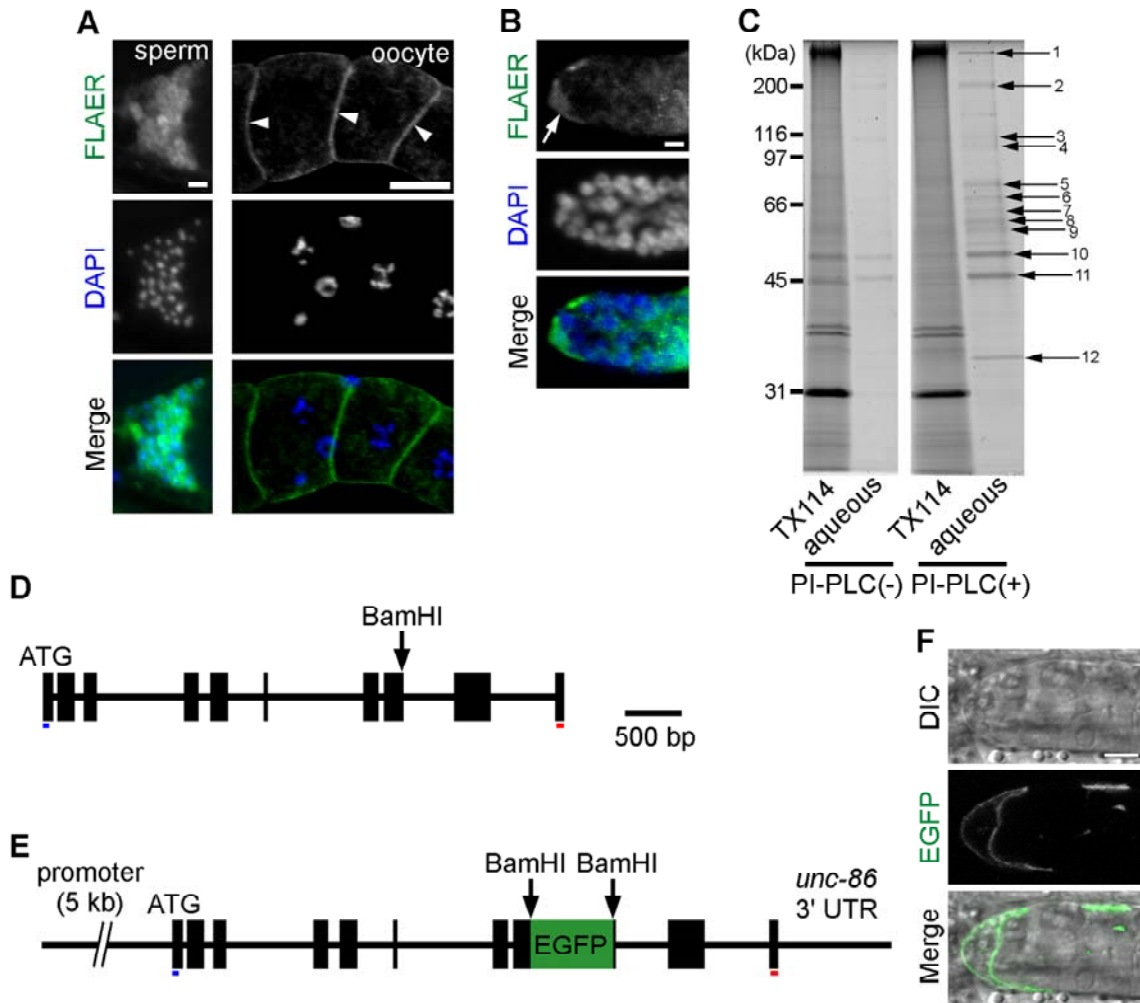 A
sperm
oocyte
FLAER
DAPI
Merge
B
FLAER
DAPI
Merge
C
(kDa)
200
116
97
66
45
31
1
2
3
4
5
6
7
8
9
10
11
12
TX114
aqueous
TX114
aqueous
PI-PLC(-)
PI-PLC(+)
D
ATG
BamHI
500 bp
E
promoter
(5 kb)
ATG
BamHI
BamHI
EGFP
unc-86
3' UTR
F
DIC
EGFP
Merge